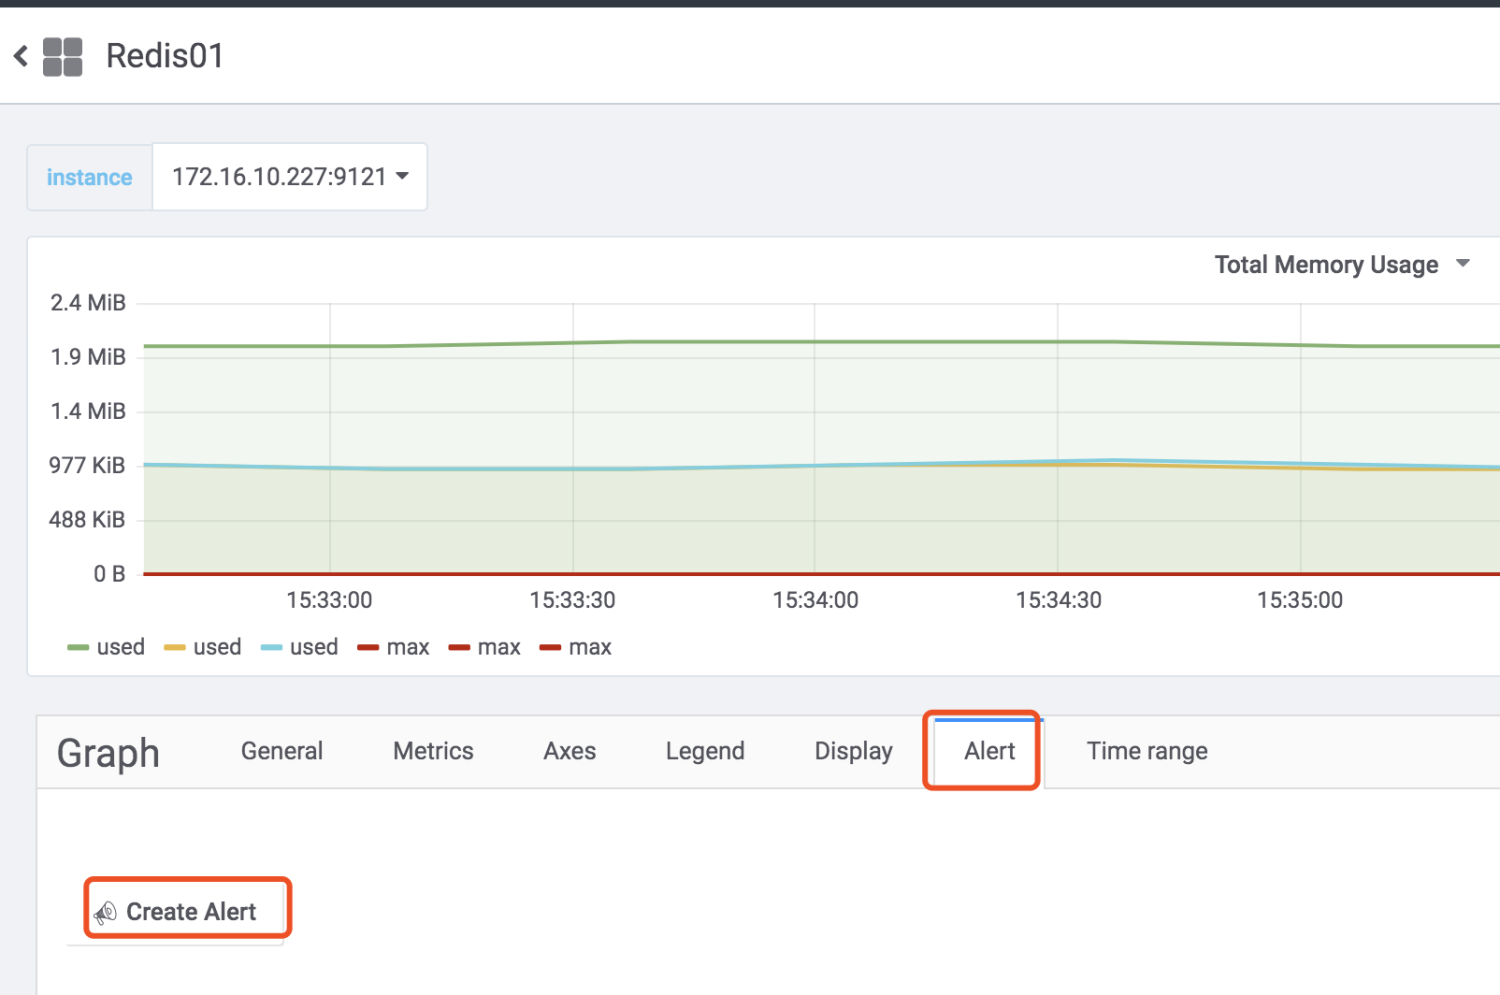 Redis01
instance 172.16.10.227:9121
Total Memory Usage
2.4 MiB
1.9 MiB
1.4 MiB
977 KiB
488 KiB
0 B
15:33:00 15:33:30 15:34:00 15:34:30 15:35:00
used used used max max max
Graph General Metrics Axes Legend Display Alert Time range
Create Alert